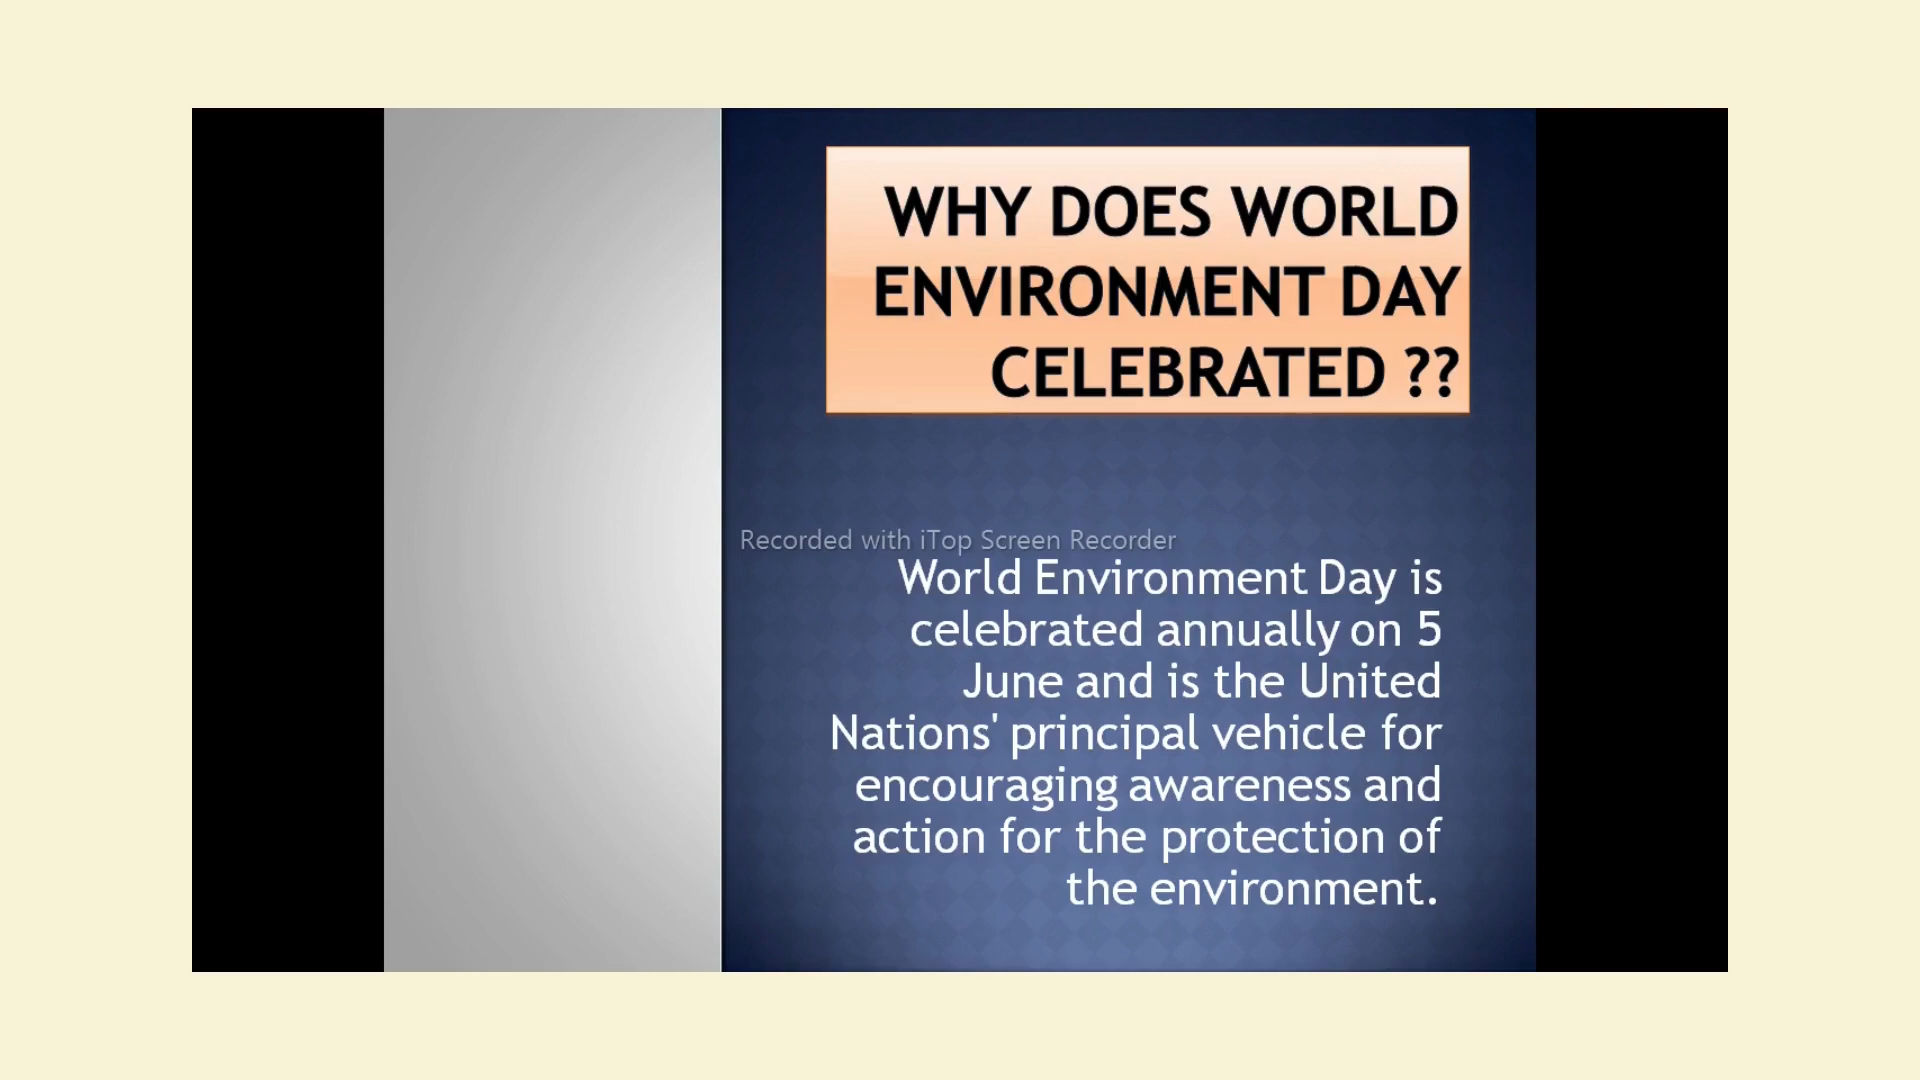 WHY DOES WORLD
ENVIRONMENT DAY
CELEBRATED ??
Recorded with iTop Screen Recorder
World Environment Day is
celebrated annually on 5
June and is the United
Nations' principal vehicle for
encouraging awareness and
action for the protection of
the environment.